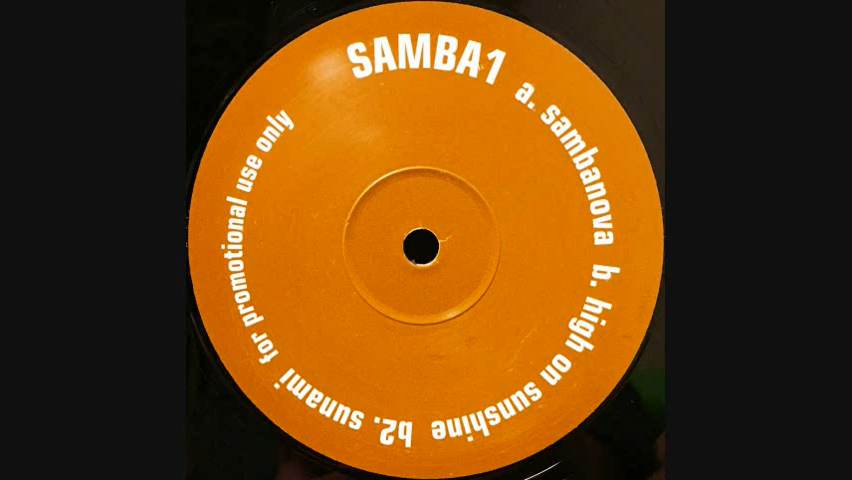 SAMBA1
a. sambanova
b. high on sunshine
b2. sunami
for promotional use only